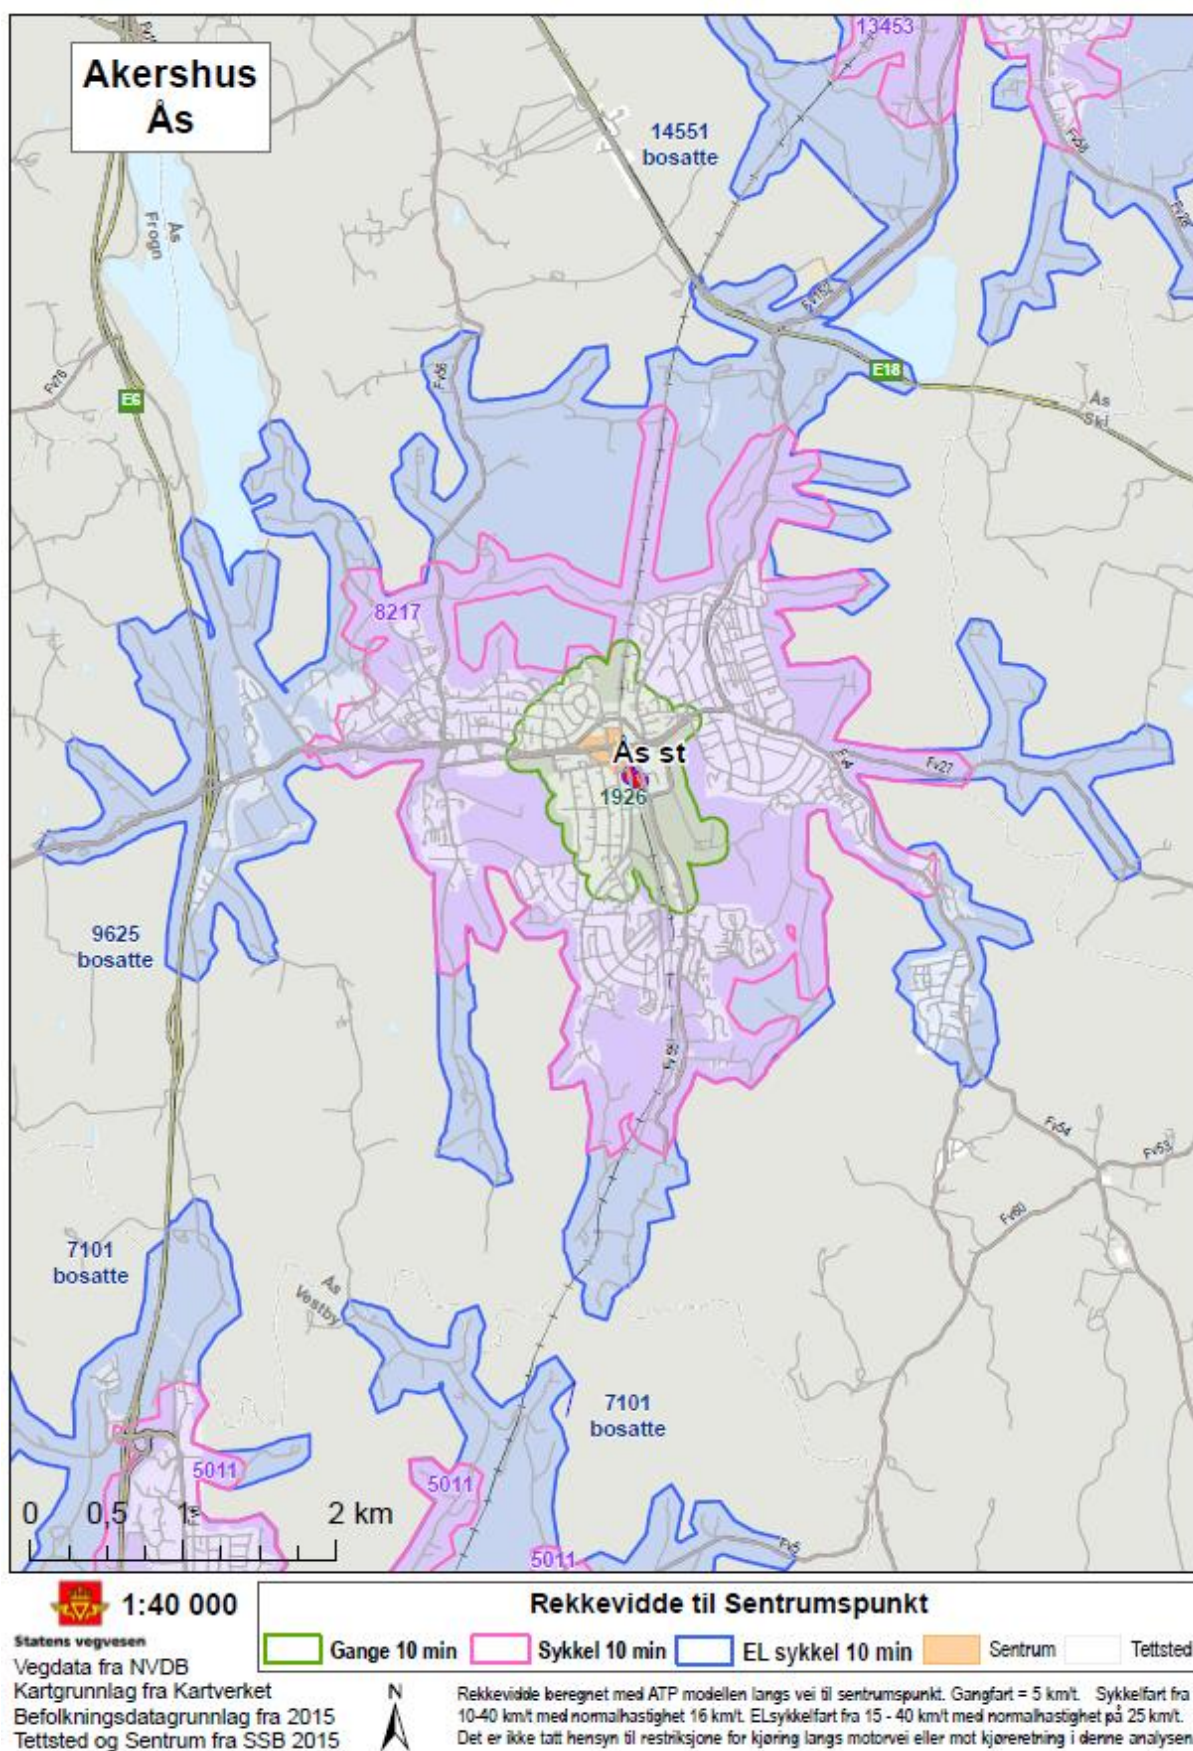 Akershus
Ås
Fv1
13453
14551
bosatte
Fv58
Fv28
Ås
Frogn
Fv152
E18
Ås
Ski
Fv76
E6
Fv56
8217
Ås st
1926
Fv27
9625
bosatte
Fv54
Fv53
Fv60
7101
bosatte
Ås
Vestby
7101
bosatte
5011
5011
5011
Fv5
0 0,5 1 2 km
1:40 000
Statens vegvesen
Vegdata fra NVDB
Kartgrunnlag fra Kartverket
Befolkningsdatagrunnlag fra 2015
Tettsted og Sentrum fra SSB 2015
N
Rekkevidde til Sentrumspunkt
Gange 10 min Sykkel 10 min EL sykkel 10 min Sentrum Tettsted
Rekkevidde beregnet med ATP modellen langs vei til sentrumspunkt. Gangfart = 5 km/t. Sykkelfart fra
10-40 km/t med normalhastighet 16 km/t. ELsykkelfart fra 15 - 40 km/t med normalhastighet på 25 km/t.
Det er ikke tatt hensyn til restriksjone for kjøring langs motorvei eller mot kjøreretning i denne analysen